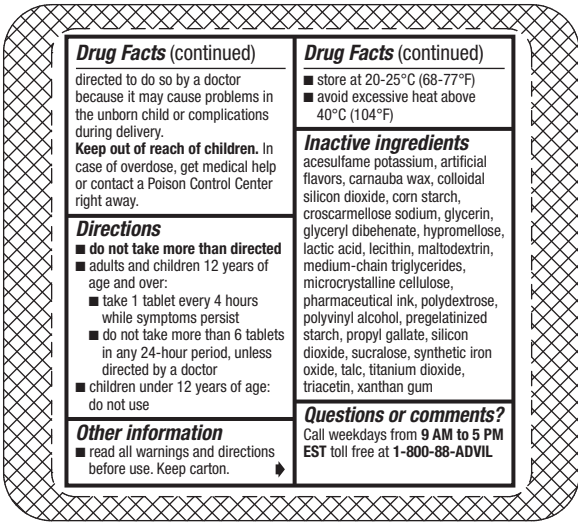 Drug Facts (continued)
directed to do so by a doctor
because it may cause problems in
the unborn child or complications
during delivery.
Keep out of reach of children. In
case of overdose, get medical help
or contact a Poison Control Center
right away.
Directions
■ do not take more than directed
■ adults and children 12 years of
age and over:
■ take 1 tablet every 4 hours
while symptoms persist
■ do not take more than 6 tablets
in any 24-hour period, unless
directed by a doctor
■ children under 12 years of age:
do not use
Other information
■ read all warnings and directions
before use. Keep carton.
Drug Facts (continued)
■ store at 20-25°C (68-77°F)
■ avoid excessive heat above
40°C (104°F)
Inactive ingredients
acesulfame potassium, artificial
flavors, carnauba wax, colloidal
silicon dioxide, corn starch,
croscarmellose sodium, glycerin,
glyceryl dibehenate, hypromellose,
lactic acid, lecithin, maltodextrin,
medium-chain triglycerides,
microcrystalline cellulose,
pharmaceutical ink, polydextrose,
polyvinyl alcohol, pregelatinized
starch, propyl gallate, silicon
dioxide, sucralose, synthetic iron
oxide, talc, titanium dioxide,
triacetin, xanthan gum
Questions or comments?
Call weekdays from 9 AM to 5 PM
EST toll free at 1-800-88-ADVIL